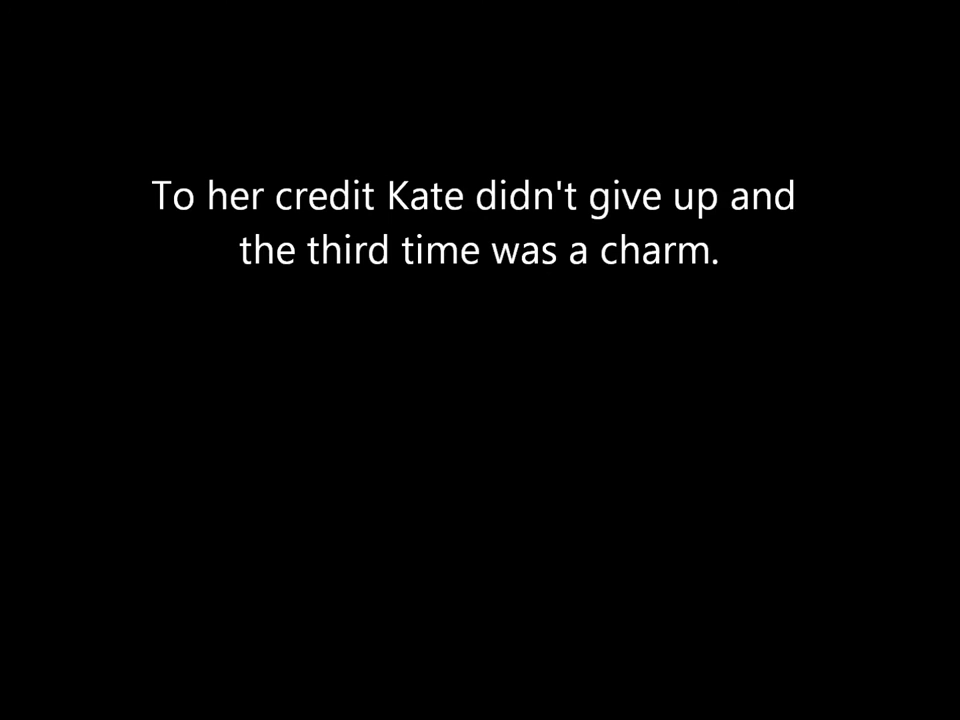 To her credit Kate didn't give up and
the third time was a charm.